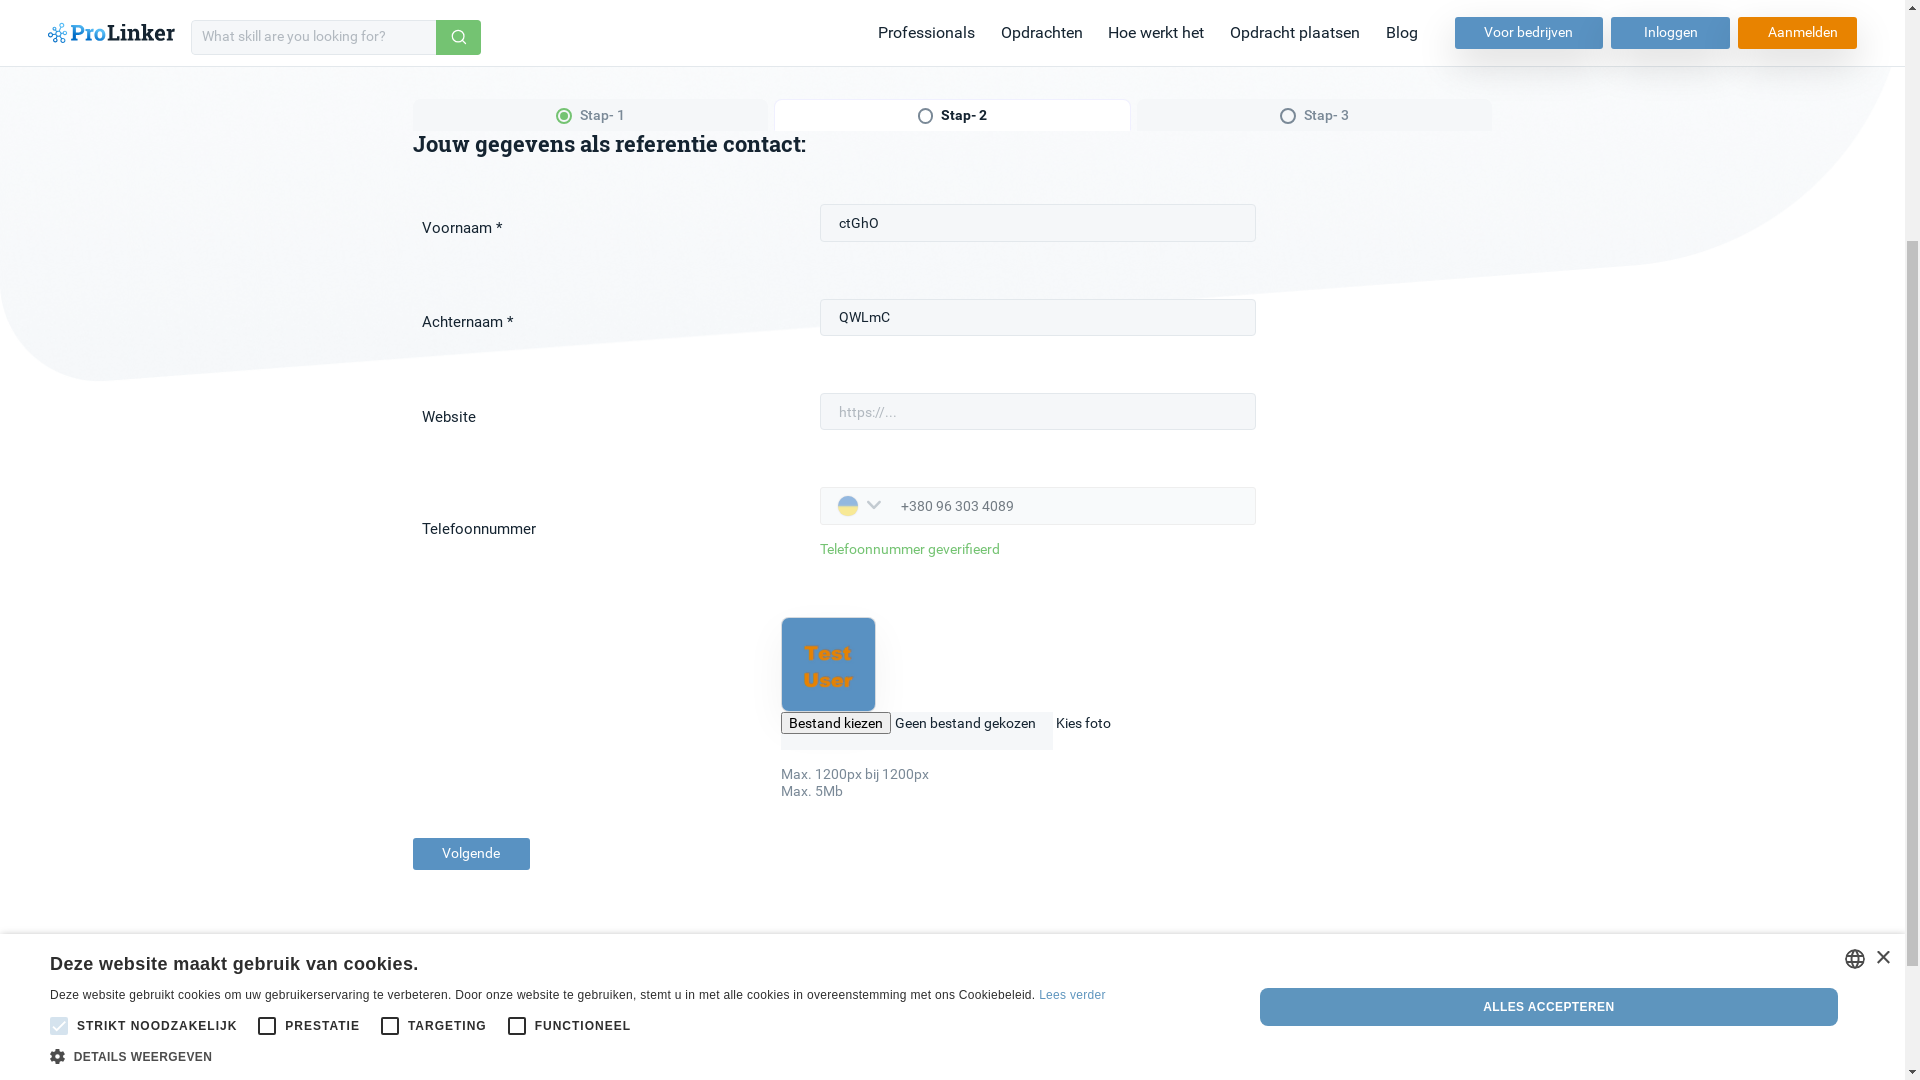 ProLinker
What skill are you looking for?
Professionals
Opdrachten
Hoe werkt het
Opdracht plaatsen
Blog
Voor bedrijven
Inloggen
Aanmelden
Stap- 1
Stap- 2
Stap- 3
Jouw gegevens als referentie contact:
Voornaam *
ctGhO
Achternaam *
QWLmC
Website
https://...
Telefoonnummer
+380 96 303 4089
Telefoonnummer geverifieerd
Test
User
Bestand kiezen Geen bestand gekozen Kies foto
Max. 1200px bij 1200px
Max. 5Mb
Volgende
Deze website maakt gebruik van cookies.
Deze website gebruikt cookies om uw gebruikerservaring te verbeteren. Door onze website te gebruiken, stemt u in met alle cookies in overeenstemming met ons Cookiebeleid. Lees verder
STRIKT NOODZAKELIJK
PRESTATIE
TARGETING
FUNCTIONEEL
DETAILS WEERGEVEN
ALLES ACCEPTEREN